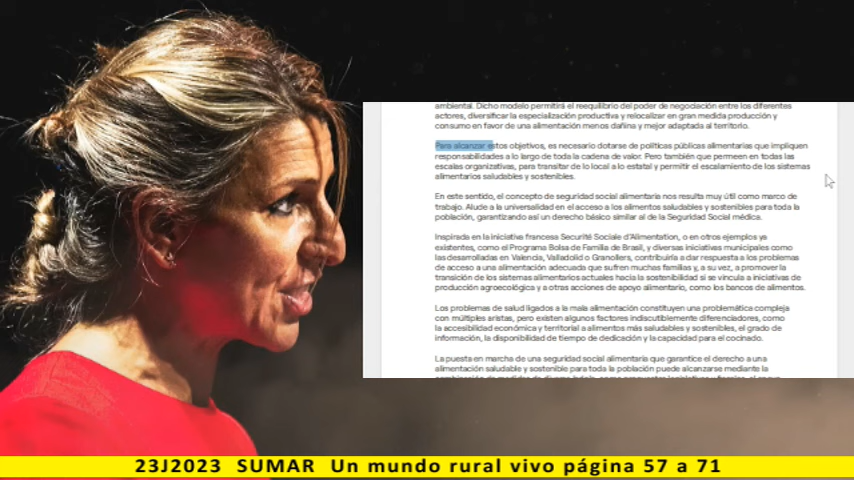 ambiental. Dicho modelo permitirá el reequilibrio del poder de negociación entre los diferentes
actores, diversificar la especialización productiva y relocalizar en gran medida producción y
consumo en favor de una alimentación menos dañina y mejor adaptada al territorio.
Para alcanzar estos objetivos, es necesario dotarse de políticas públicas alimentarias que impliquen
responsabilidades a lo largo de toda la cadena de valor. Pero también que permeen en todas las
escalas organizativas, para transitar de lo local a lo estatal y permitir el escalamiento de los sistemas
alimentarios saludables y sostenibles.
En este sentido, el concepto de seguridad social alimentaria nos resulta muy útil como marco de
trabajo. Alude a la universalidad en el acceso a los alimentos saludables y sostenibles para toda la
población, garantizando así un derecho básico similar al de la Seguridad Social médica.
Inspirada en la iniciativa francesa Securité Sociale d'Alimentation, o en otros ejemplos ya
existentes, como el Programa Bolsa de Familia de Brasil, y diversas iniciativas municipales como
las desarrolladas en Valencia, Valladolid o Granollers, contribuiría a dar respuesta a los problemas
de acceso a una alimentación adecuada que sufren muchas familias y, a su vez, a promover la
transición de los sistemas alimentarios actuales hacia la sostenibilidad si se vincula a iniciativas de
producción agroecológica y a otras acciones de apoyo alimentario, como los bancos de alimentos.
Los problemas de salud ligados a la mala alimentación constituyen una problemática compleja
con múltiples aristas, pero existen algunos factores indiscutiblemente diferenciadores, como
la accesibilidad económica y territorial a alimentos más saludables y sostenibles, el grado de
información, la disponibilidad de tiempo de dedicación y la capacidad para el cocinado.
La puesta en marcha de una seguridad social alimentaria que garantice el derecho a una
alimentación saludable y sostenible para toda la población puede alcanzarse mediante la
23J2023 SUMAR Un mundo rural vivo página 57 a 71